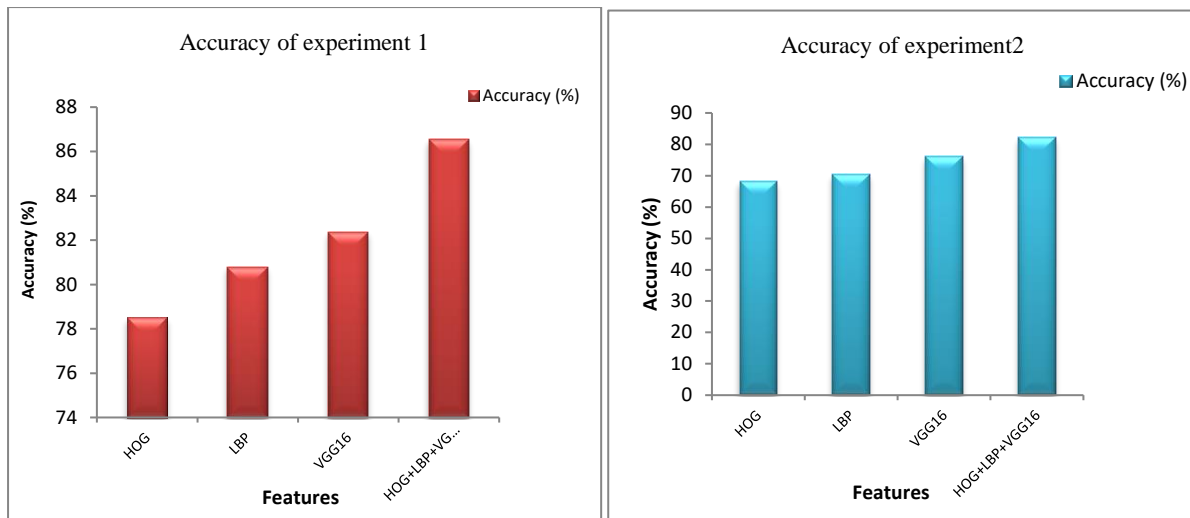 Accuracy of experiment 1
Accuracy (%)
88
86
84
82
80
78
76
74
Accuracy (%)
HOG
LBP
VGG16
HOG+LBP+VG...
Features
Accuracy of experiment2
Accuracy (%)
90
80
70
60
50
40
30
20
10
0
Accuracy (%)
HOG
LBP
VGG16
HOG+LBP+VGG16
Features